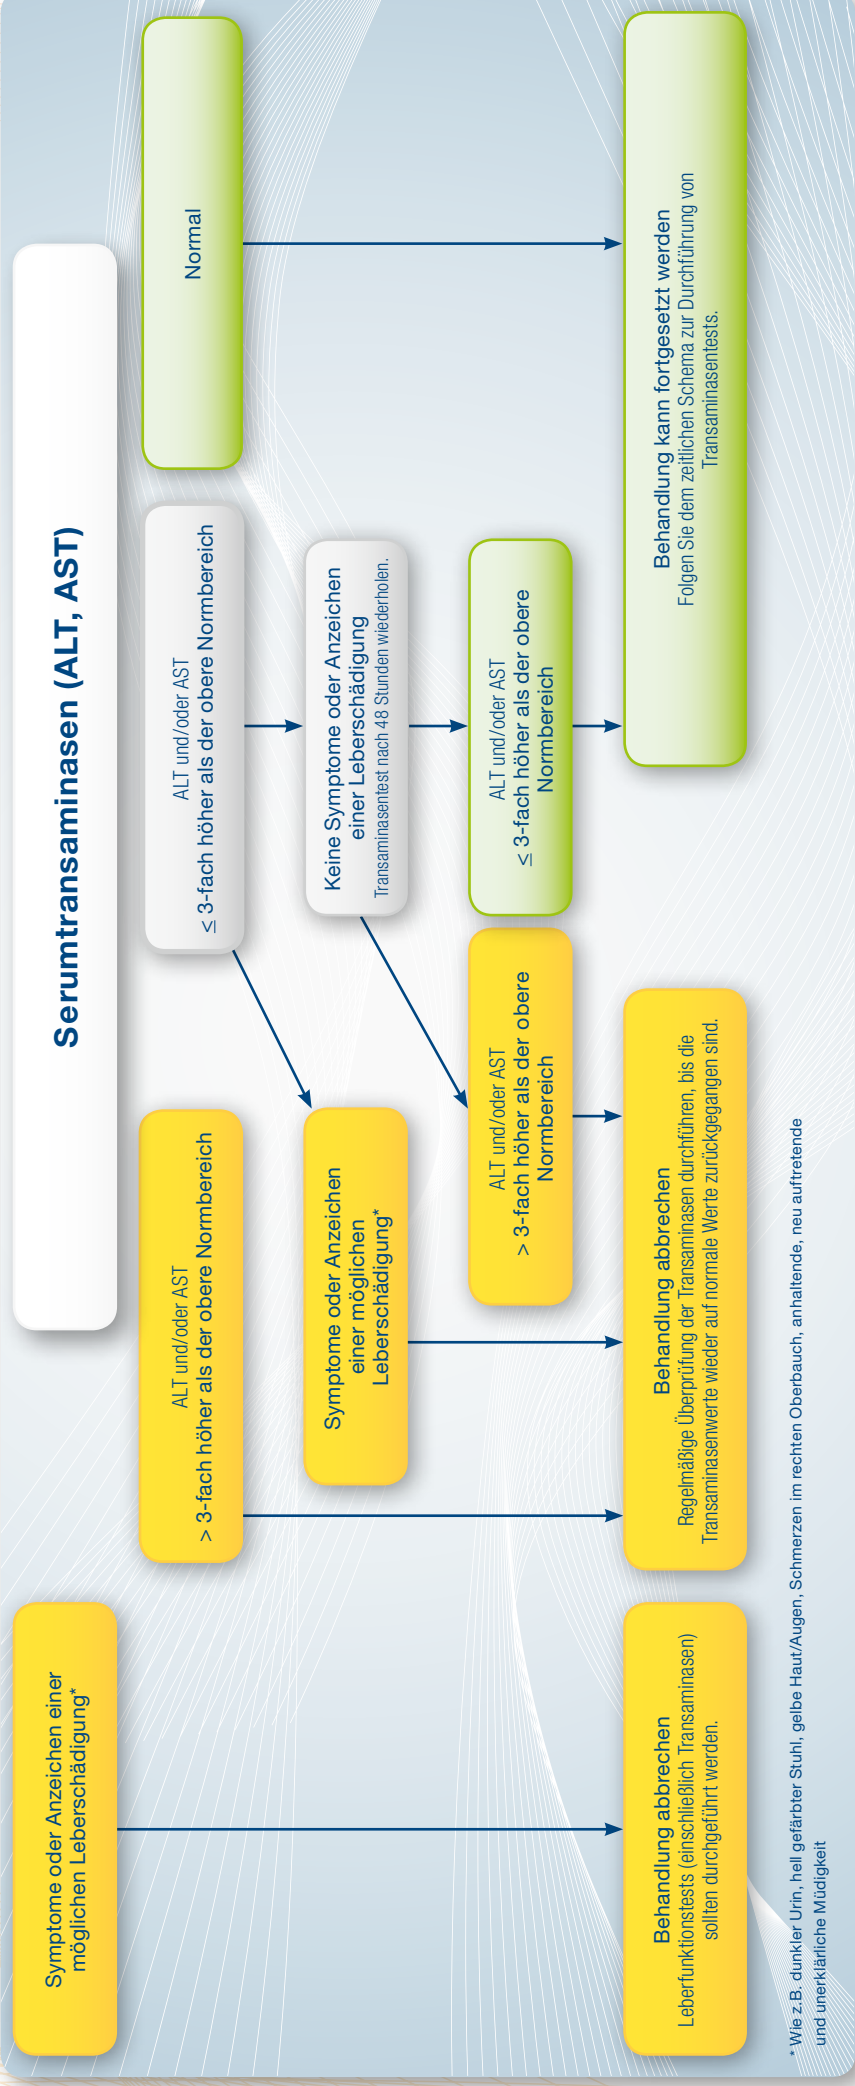 Symptome oder Anzeichen einer
möglichen Leberschädigung*
Serumtransaminasen (ALT, AST)
ALT und/oder AST
> 3-fach höher als der obere Normbereich
ALT und/oder AST
≤ 3-fach höher als der obere Normbereich
Normal
Symptome oder Anzeichen
einer möglichen
Leberschädigung*
Keine Symptome oder Anzeichen
einer Leberschädigung
Transaminasentest nach 48 Stunden wiederholen.
ALT und/oder AST
> 3-fach höher als der obere
Normbereich
ALT und/oder AST
≤ 3-fach höher als der obere
Normbereich
Behandlung abbrechen
Leberfunktionstests (einschließlich Transaminasen)
sollten durchgeführt werden.
Behandlung abbrechen
Regelmäßige Überprüfung der Transaminasen durchführen, bis die
Transaminasenwerte wieder auf normale Werte zurückgegangen sind.
Behandlung kann fortgesetzt werden
Folgen Sie dem zeitlichen Schema zur Durchführung von
Transaminasentests.
* Wie z.B. dunkler Urin, hell gefärbter Stuhl, gelbe Haut/Augen, Schmerzen im rechten Oberbauch, anhaltende, neu auftretende
und unerklärliche Müdigkeit